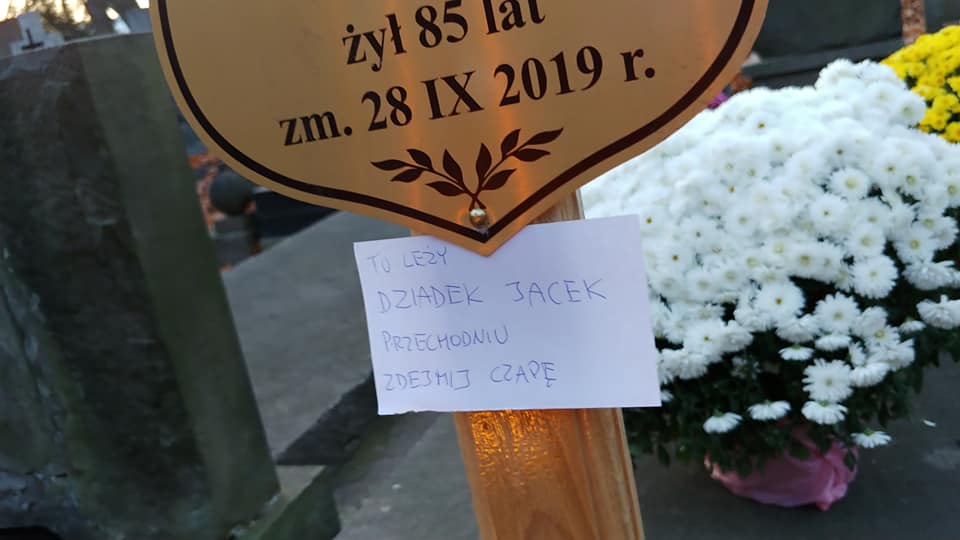 żył 85 lat
zm. 28 IX 2019 r.
TU LEŻY
DZIADEK JACEK
PRZECHODNIU
ZDEJMIJ CZAPĘ